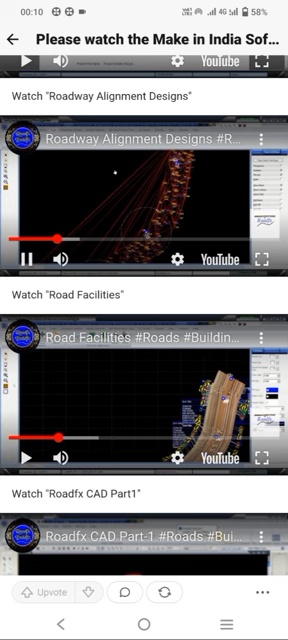 00:10
4G
58%
Please watch the Make in India Sof...
YouTube
Watch "Roadway Alignment Designs"
Roadway Alignment Designs #R...
YouTube
Watch "Road Facilities"
Road Facilities #Roads #Buildin...
YouTube
Watch "Roadfx CAD Part1"
Roadfx CAD Part-1 #Roads #Bui...
Upvote